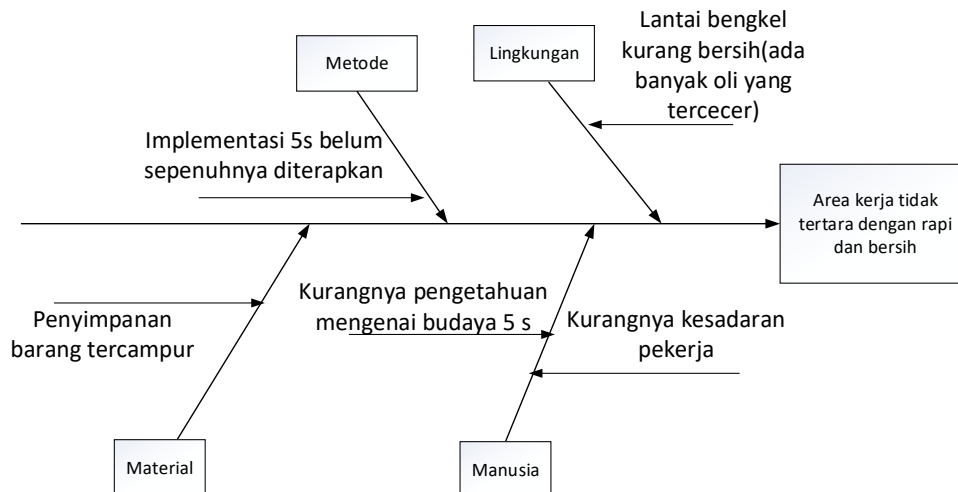 Metode
Lingkungan
Lantai bengkel
kurang bersih(ada
banyak oli yang
tercecer)
Implementasi 5s belum
sepenuhnya diterapkan
Area kerja tidak
tertara dengan rapi
dan bersih
Penyimpanan
barang tercampur
Kurangnya pengetahuan
mengenai budaya 5 s
Kurangnya kesadaran
pekerja
Material
Manusia